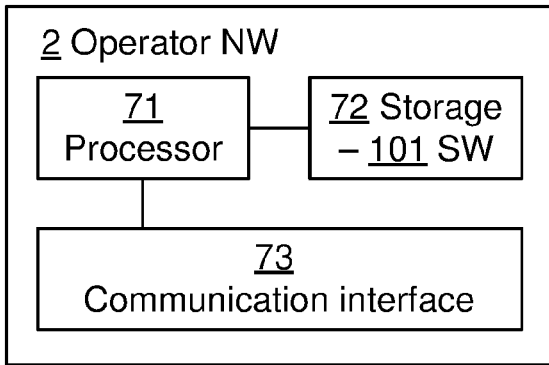 2 Operator NW
71
Processor
72 Storage
– 101 SW
73
Communication interface